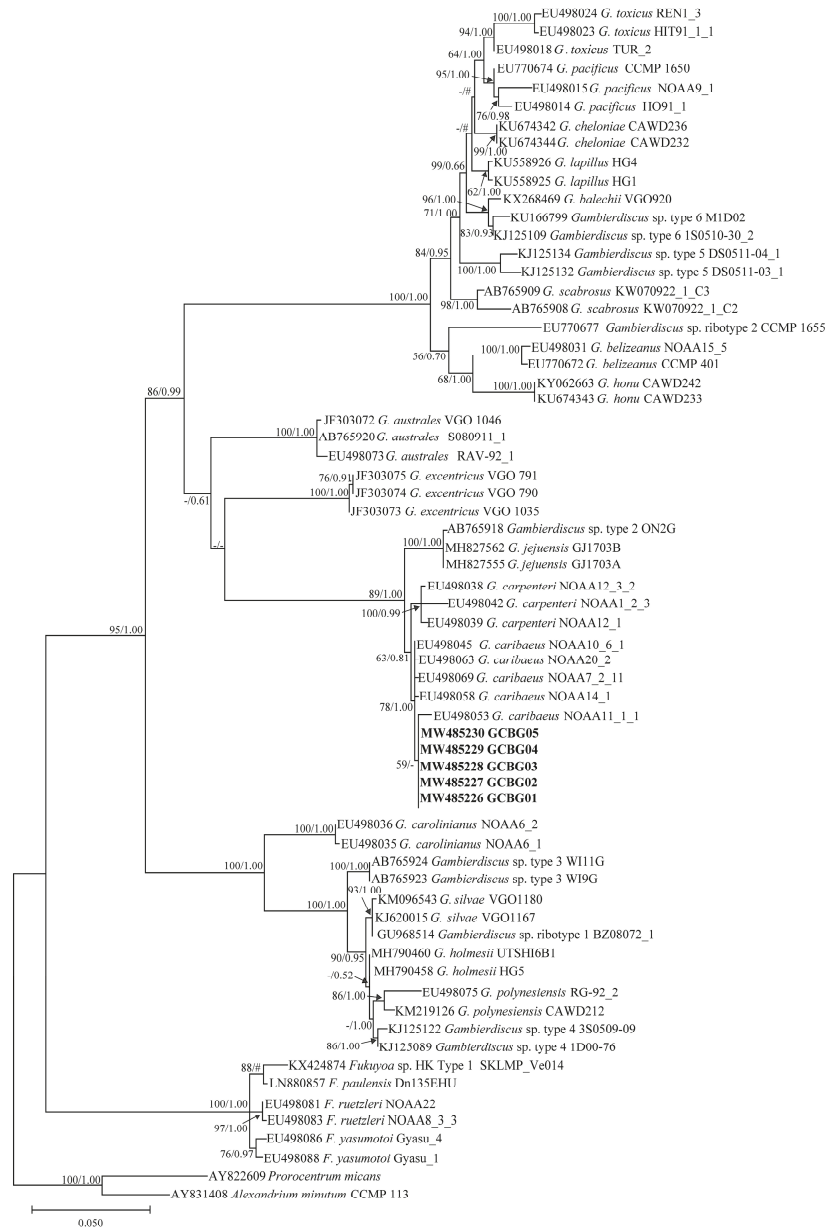 EU498024 G. toxicus REN1_3
100/1.00
EU498023 G. toxicus HIT91_1_1
94/1.00
EU498018 G. toxicus TUR_2
64/1.00
EU770674 G. pacificus CCMP 1650
95/1.00
EU498015 G. pacificus NOAA9_1
-/#
EU498014 G. pacificus HO91_1
76/0.98
KU674342 G. cheloniae CAWD236
-/#
KU674344 G. cheloniae CAWD232
99/1.00
KU558926 G. lapillus HG4
99/0.66
KU558925 G. lapillus HG1
62/1.00
KX268469 G. balechii VGO920
96/1.00
71/1.00
KU166799 Gambierdiscus sp. type 6 M1D02
KJ125109 Gambierdiscus sp. type 6 1S0510-30_2
83/0.93
KJ125134 Gambierdiscus sp. type 5 DS0511-04_1
84/0.95
100/1.00
KJ125132 Gambierdiscus sp. type 5 DS0511-03_1
AB765909 G. scabrosus KW070922_1_C3
100/1.00
98/1.00
AB765908 G. scabrosus KW070922_1_C2
EU770677 Gambierdiscus sp. ribotype 2 CCMP 1655
EU498031 G. belizeanus NOAA15_5
100/1.00
56/0.70
EU770672 G. belizeanus CCMP 401
68/1.00
KY062663 G. honu CAWD242
100/1.00
86/0.99
KU674343 G. honu CAWD233
JF303072 G. australes VGO 1046
100/1.00
AB765920 G. australes S080911_1
EU498073 G. australes RAV-92_1
JF303075 G. excentricus VGO 791
76/0.91
-/0.61
100/1.00
JF303074 G. excentricus VGO 790
JF303073 G. excentricus VGO 1035
AB765918 Gambierdiscus sp. type 2 ON2G
100/1.00
-/-
MH827562 G. jejuensis GJ1703B
MH827555 G. jejuensis GJ1703A
EU498038 G. carpenteri NOAA12_3_2
89/1.00
EU498042 G. carpenteri NOAA1_2_3
100/0.99
EU498039 G. carpenteri NOAA12_1
95/1.00
EU498045 G. caribaeus NOAA10_6_1
63/0.81
EU498063 G. caribaeus NOAA20_2
EU498069 G. caribaeus NOAA7_2_11
EU498058 G. caribaeus NOAA14_1
78/1.00
EU498053 G. caribaeus NOAA11_1_1
MW485230 GCBG05
MW485229 GCBG04
59/-
MW485228 GCBG03
MW485227 GCBG02
MW485226 GCBG01
EU498036 G. carolinianus NOAA6_2
100/1.00
EU498035 G. carolinianus NOAA6_1
100/1.00
AB765924 Gambierdiscus sp. type 3 WI11G
100/1.00
AB765923 Gambierdiscus sp. type 3 WI9G
93/1.00
KM096543 G. silvae VGO1180
100/1.00
KJ620015 G. silvae VGO1167
GU968514 Gambierdiscus sp. ribotype 1 BZ08072_1
90/0.95
MH790460 G. holmesii UTSHI6B1
MH790458 G. holmesii HG5
-/0.52
EU498075 G. polynesiensis RG-92_2
86/1.00
KM219126 G. polynesiensis CAWD212
-/1.00
KJ125122 Gambierdiscus sp. type 4 3S0509-09
86/1.00
KJ125089 Gambierdiscus sp. type 4 1D00-76
KX424874 Fukuyoa sp. HK Type 1 SKLMP_Ve014
88/#
LN880857 F. paulensis Dn135EHU
100/1.00
EU498081 F. ruetzleri NOAA22
EU498083 F. ruetzleri NOAA8_3_3
97/1.00
EU498086 F. yasumotoi Gyasu_4
76/0.97
EU498088 F. yasumotoi Gyasu_1
AY822609 Prorocentrum micans
100/1.00
AY831408 Alexandrium minutum CCMP 113
0.050